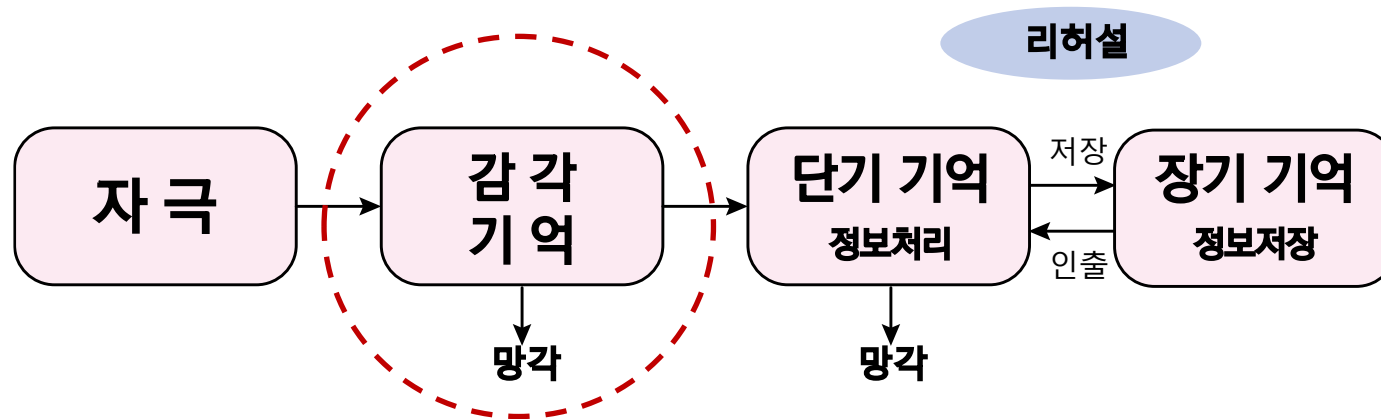 리허설
자 극
감 각
기 억
망각
단기 기억
정보처리
망각
저장
인출
장기 기억
정보저장